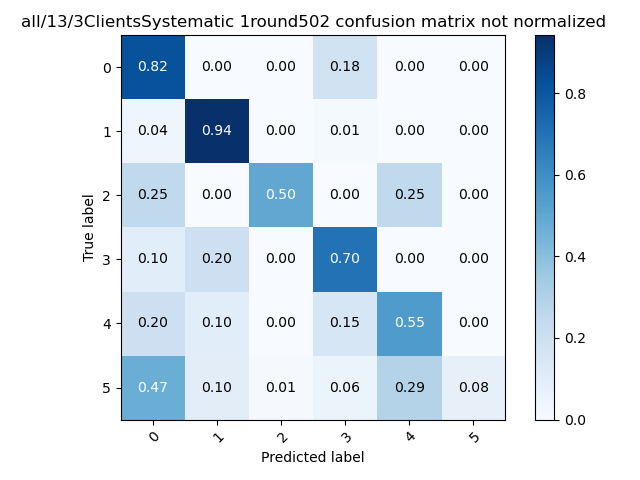 all/13/3ClientsSystematic 1round502 confusion matrix not normalized
0 0.82 0.00 0.00 0.18 0.00 0.00
1 0.04 0.94 0.00 0.01 0.00 0.00
2 0.25 0.00 0.50 0.00 0.25 0.00
3 0.10 0.20 0.00 0.70 0.00 0.00
4 0.20 0.10 0.00 0.15 0.55 0.00
5 0.47 0.10 0.01 0.06 0.29 0.08
0 1 2 3 4 5
True label
Predicted label
0.8
0.6
0.4
0.2
0.0